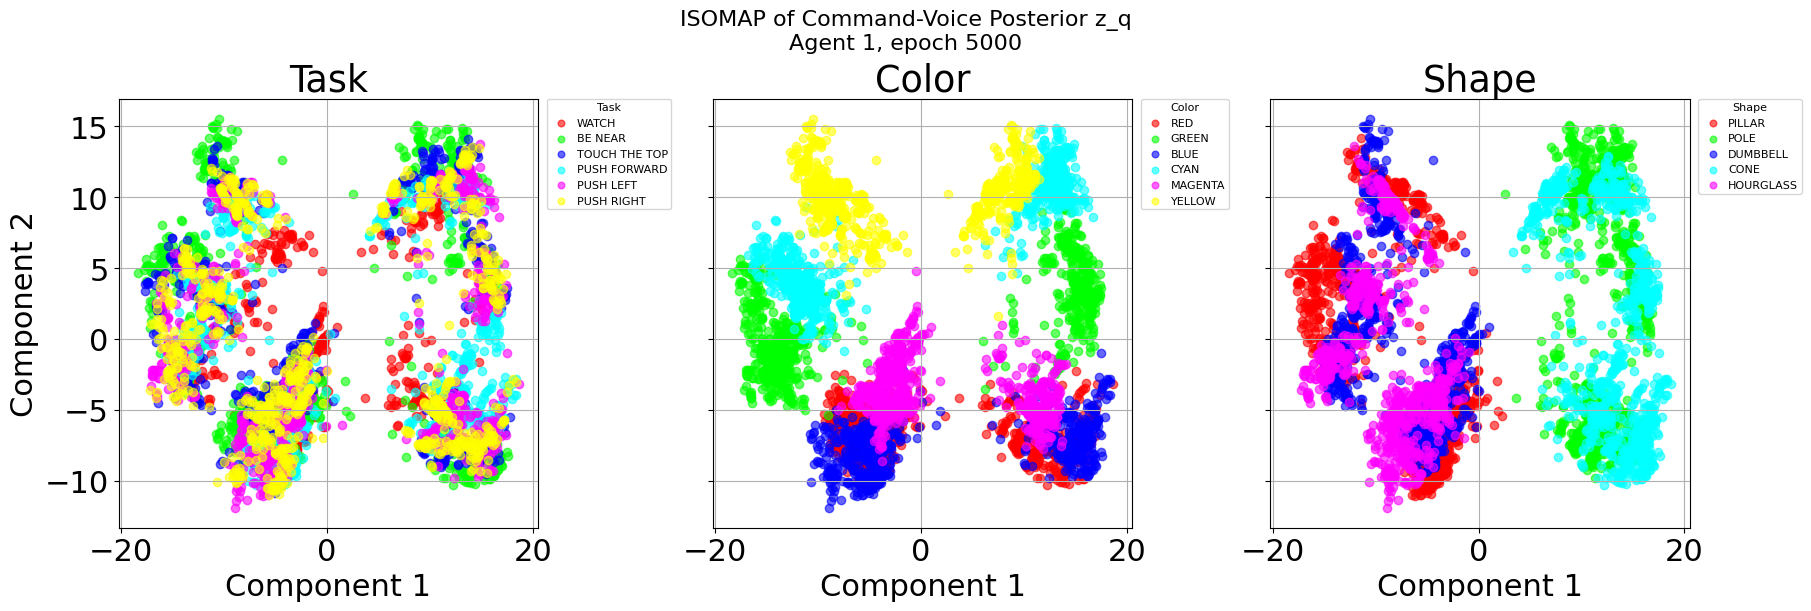 ISOMAP of Command-Voice Posterior z_q
Agent 1, epoch 5000
Task
Color
Shape
Task
WATCH
BE NEAR
TOUCH THE TOP
PUSH FORWARD
PUSH LEFT
PUSH RIGHT
Color
RED
GREEN
BLUE
CYAN
MAGENTA
YELLOW
Shape
PILLAR
POLE
DUMBBELL
CONE
HOURGLASS
Component 2
15
10
5
0
−5
−10
−20 0 20
−20 0 20
−20 0 20
Component 1
Component 1
Component 1